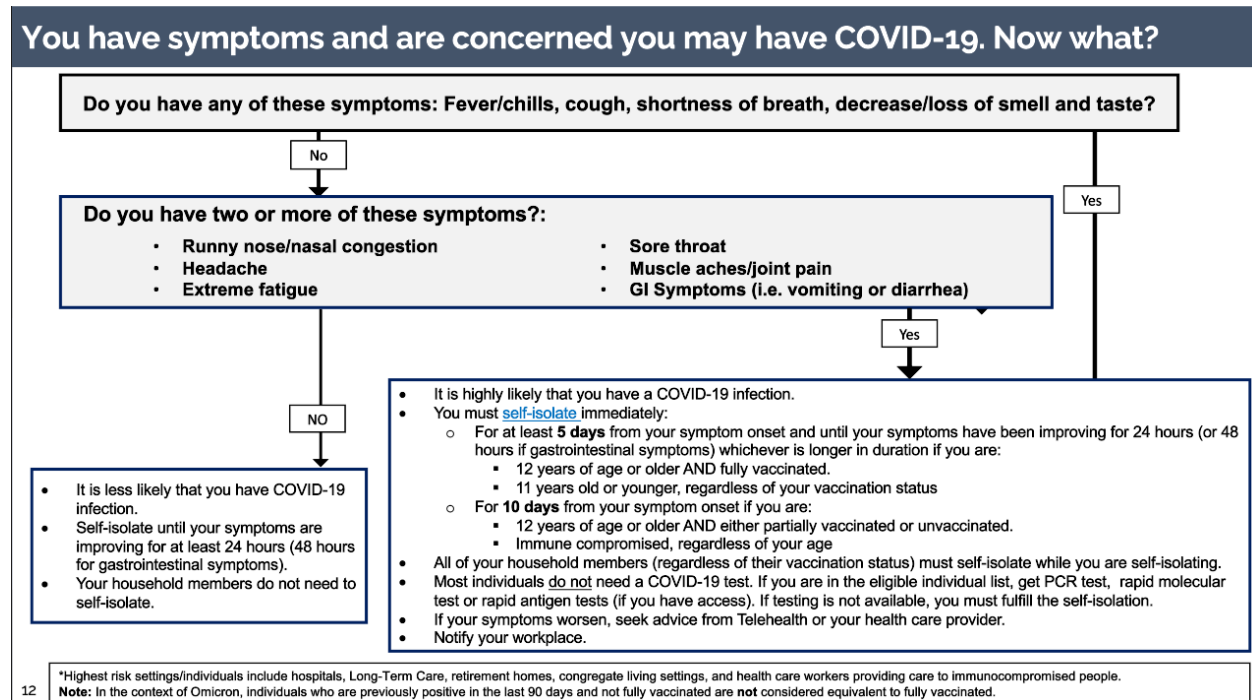 You have symptoms and are concerned you may have COVID-19. Now what?
Do you have any of these symptoms: Fever/chills, cough, shortness of breath, decrease/loss of smell and taste?
No
Yes
Do you have two or more of these symptoms?:
• Runny nose/nasal congestion
• Headache
• Extreme fatigue
• Sore throat
• Muscle aches/joint pain
• GI Symptoms (i.e. vomiting or diarrhea)
Yes
NO
• It is less likely that you have COVID-19
infection.
• Self-isolate until your symptoms are
improving for at least 24 hours (48 hours
for gastrointestinal symptoms).
• Your household members do not need to
self-isolate.
• It is highly likely that you have a COVID-19 infection.
• You must self-isolate immediately:
o For at least 5 days from your symptom onset and until your symptoms have been improving for 24 hours (or 48
hours if gastrointestinal symptoms) whichever is longer in duration if you are:
▪ 12 years of age or older AND fully vaccinated.
▪ 11 years old or younger, regardless of your vaccination status
o For 10 days from your symptom onset if you are:
▪ 12 years of age or older AND either partially vaccinated or unvaccinated.
▪ Immune compromised, regardless of your age
• All of your household members (regardless of their vaccination status) must self-isolate while you are self-isolating.
• Most individuals do not need a COVID-19 test. If you are in the eligible individual list, get PCR test, rapid molecular
test or rapid antigen tests (if you have access). If testing is not available, you must fulfill the self-isolation.
• If your symptoms worsen, seek advice from Telehealth or your health care provider.
• Notify your workplace.
12
*Highest risk settings/individuals include hospitals, Long-Term Care, retirement homes, congregate living settings, and health care workers providing care to immunocompromised people.
Note: In the context of Omicron, individuals who are previously positive in the last 90 days and not fully vaccinated are not considered equivalent to fully vaccinated.